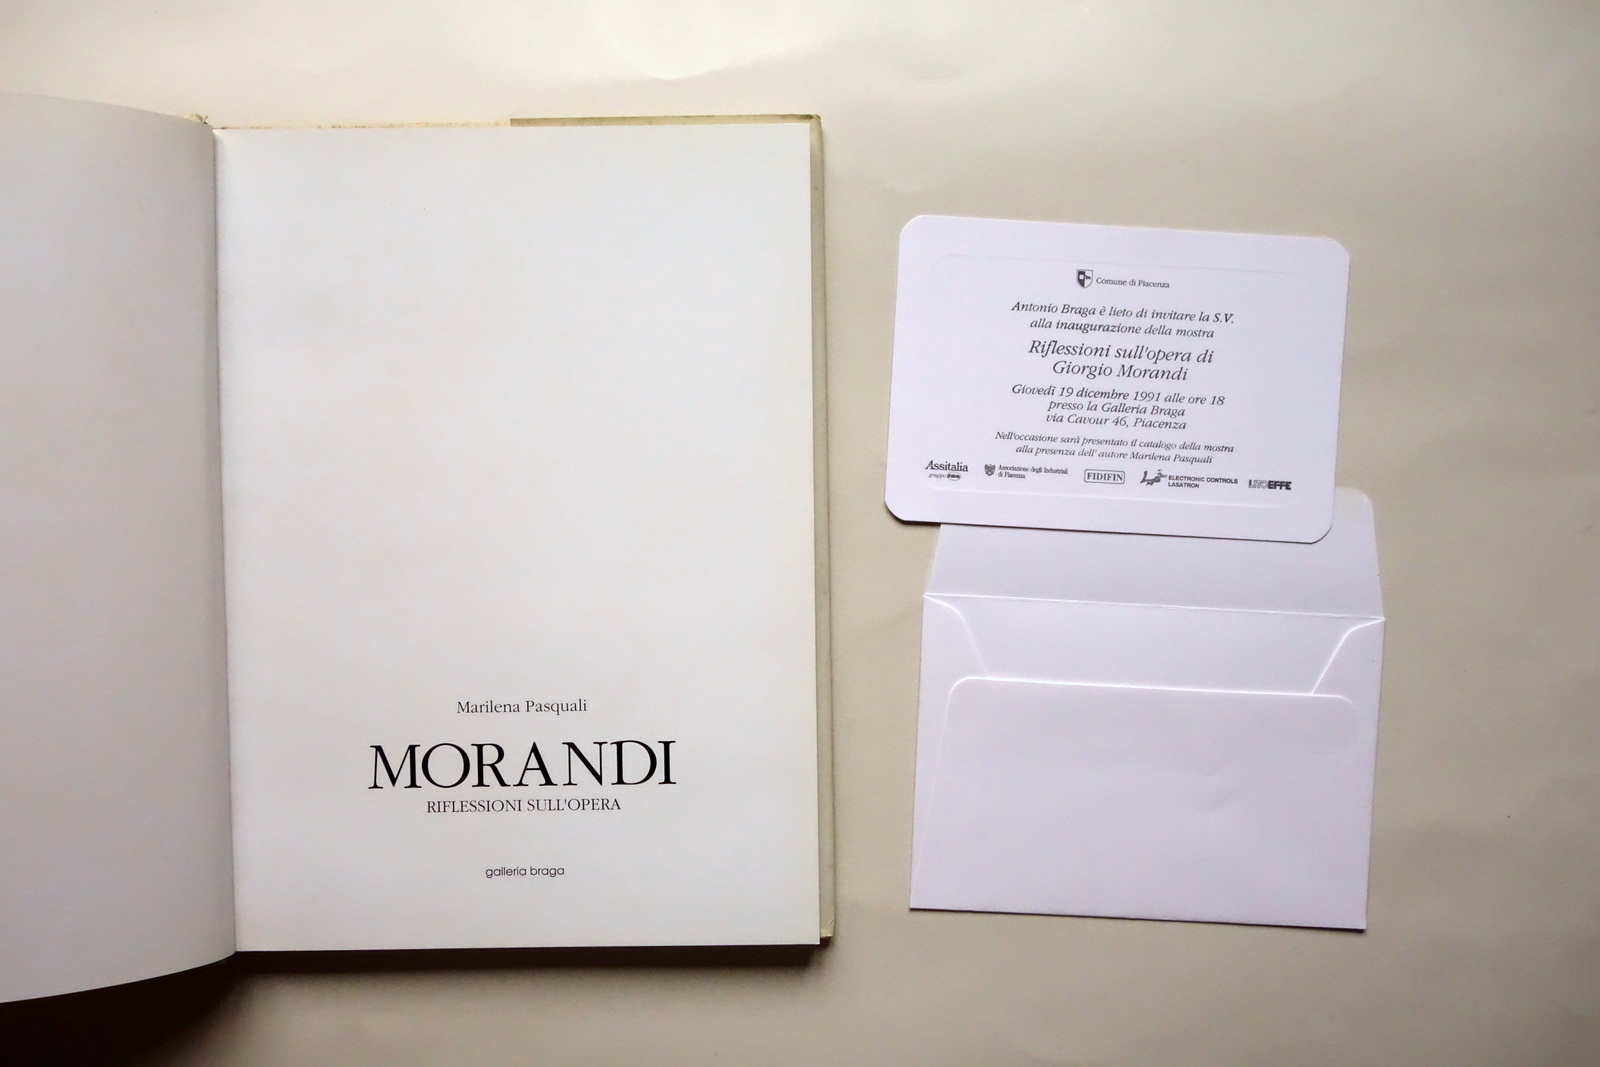 Marilena Pasquali
MORANDI
RIFLESSIONI SULL'OPERA
galleria braga
Comune di Piacenza
Antonio Braga è lieto di invitare la S.V.
alla inaugurazione della mostra
Riflessioni sull'opera di
Giorgio Morandi
Giovedì 19 dicembre 1991 alle ore 18
presso la Galleria Braga
via Cavour 46, Piacenza
Nell'occasione sarà presentato il catalogo della mostra
alla presenza dell' autore Marilena Pasquali
Assitalia
gruppo
Associazione degli Industriali
di Piacenza
FIDIFIN
ELECTRONIC CONTROLS
LASATRON
LITOEFFE